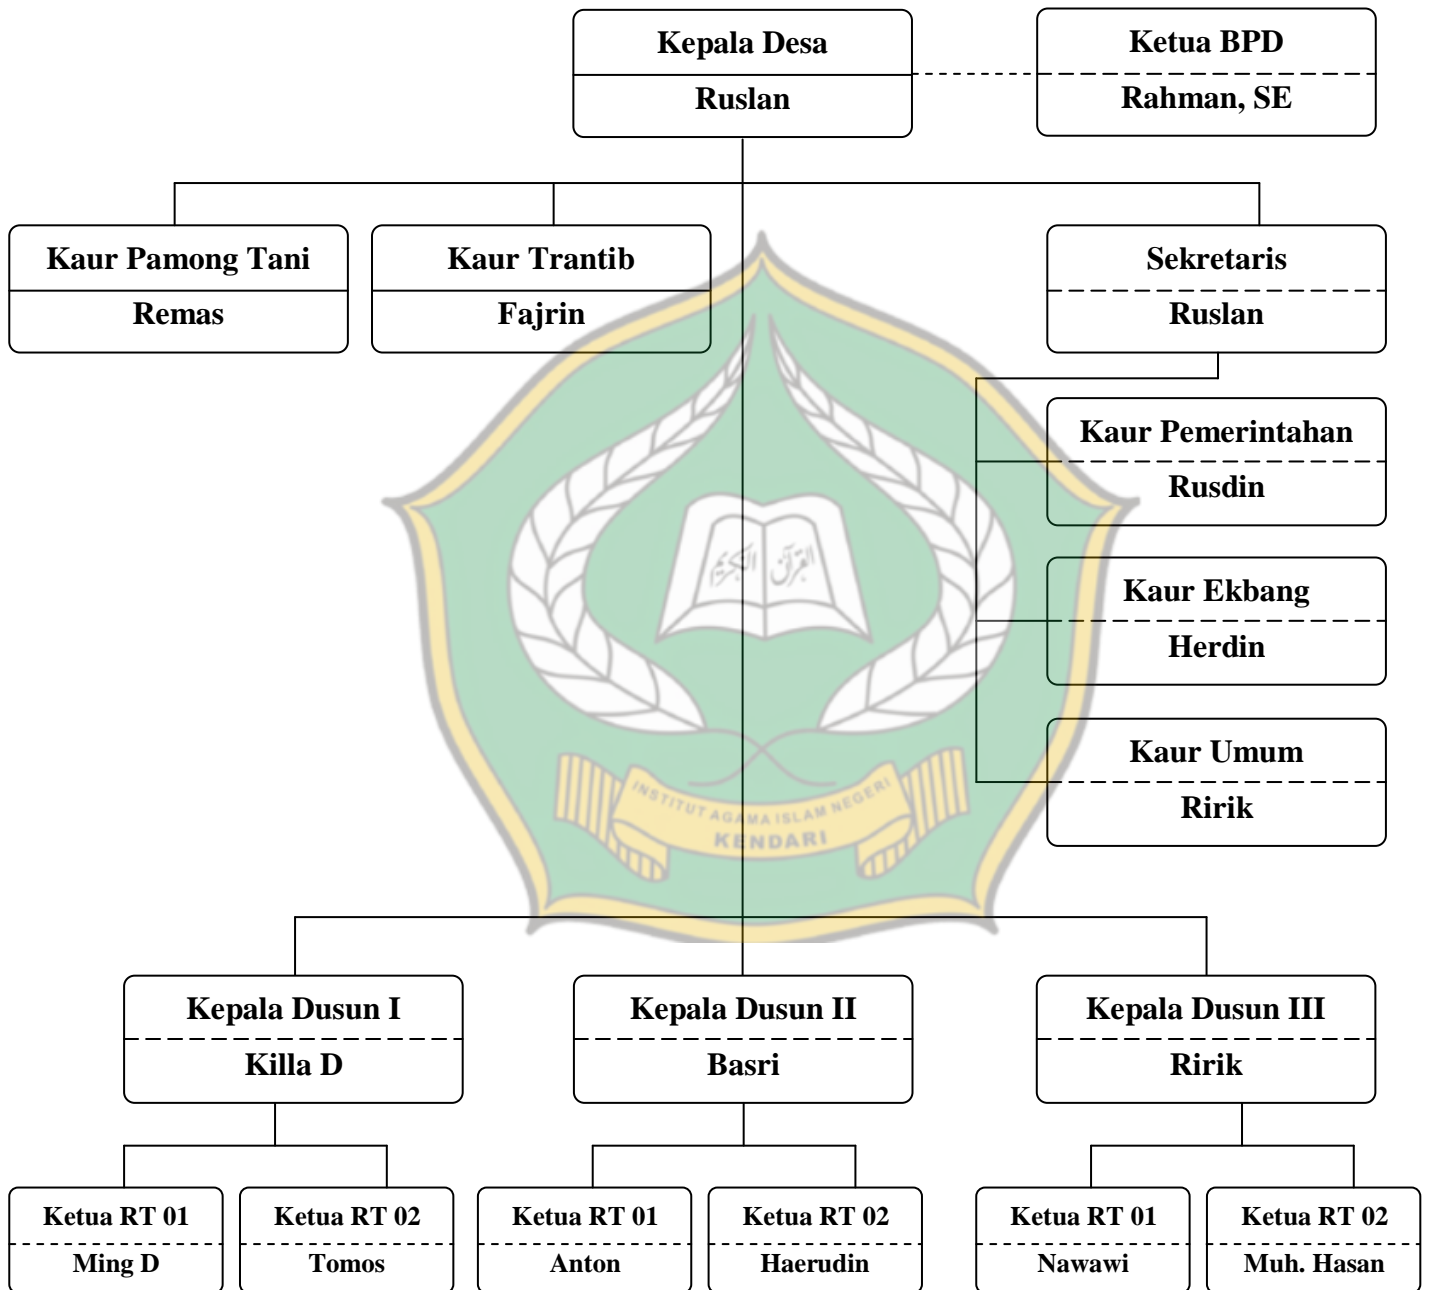 Kepala Desa
Ruslan
Ketua BPD
Rahman, SE
Kaur Pamong Tani
Remas
Kaur Trantib
Fajrin
Sekretaris
Ruslan
Kaur Pemerintahan
Rusdin
Kaur Ekbang
Herdin
Kaur Umum
Ririk
القرآن
الكريم
INSTITUT AGAMA ISLAM NEGERI
KENDARI
Kepala Dusun I
Killa D
Kepala Dusun II
Basri
Kepala Dusun III
Ririk
Ketua RT 01
Ming D
Ketua RT 02
Tomos
Ketua RT 01
Anton
Ketua RT 02
Haerudin
Ketua RT 01
Nawawi
Ketua RT 02
Muh. Hasan